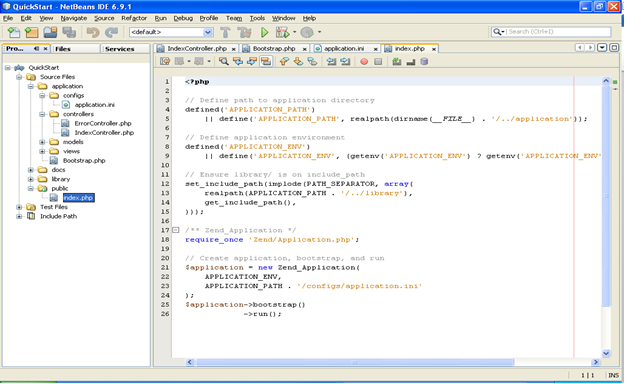 QuickStart - NetBeans IDE 6.9.1
File Edit View Navigate Source Refactor Run Debug Profile Team Tools Window Help
<default>
Search (Ctrl+I)
Pro... Files Services
IndexController.php Bootstrap.php application.ini index.php
QuickStart
Source Files
application
configs
application.ini
controllers
ErrorController.php
IndexController.php
models
views
Bootstrap.php
docs
library
public
index.php
Test Files
Include Path
1 <?php
2
3 // Define path to application directory
4 defined('APPLICATION_PATH')
5 || define('APPLICATION_PATH', realpath(dirname(__FILE__) . '/../application'));
6
7 // Define application environment
8 defined('APPLICATION_ENV')
9 || define('APPLICATION_ENV', (getenv('APPLICATION_ENV') ? getenv('APPLICATION_ENV'
10
11 // Ensure library/ is on include_path
12 set_include_path(implode(PATH_SEPARATOR, array(
13 realpath(APPLICATION_PATH . '/../library'),
14 get_include_path(),
15 )));
16
17 /** Zend_Application */
18 require_once 'Zend/Application.php';
19
20 // Create application, bootstrap, and run
21 $application = new Zend_Application(
22 APPLICATION_ENV,
23 APPLICATION_PATH . '/configs/application.ini'
24 );
25 $application->bootstrap()
26 ->run();
1 | 1 INS